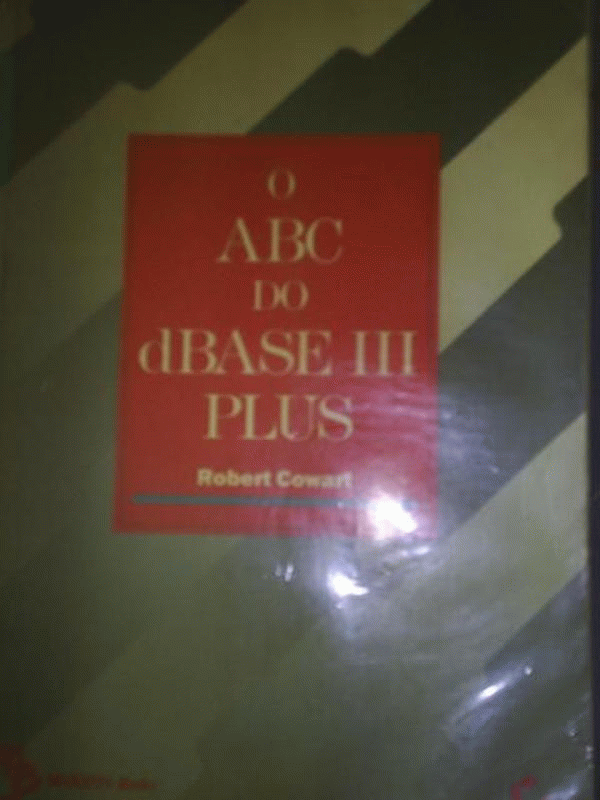 O
ABC
DO
dBASE III
PLUS
Robert Cowart